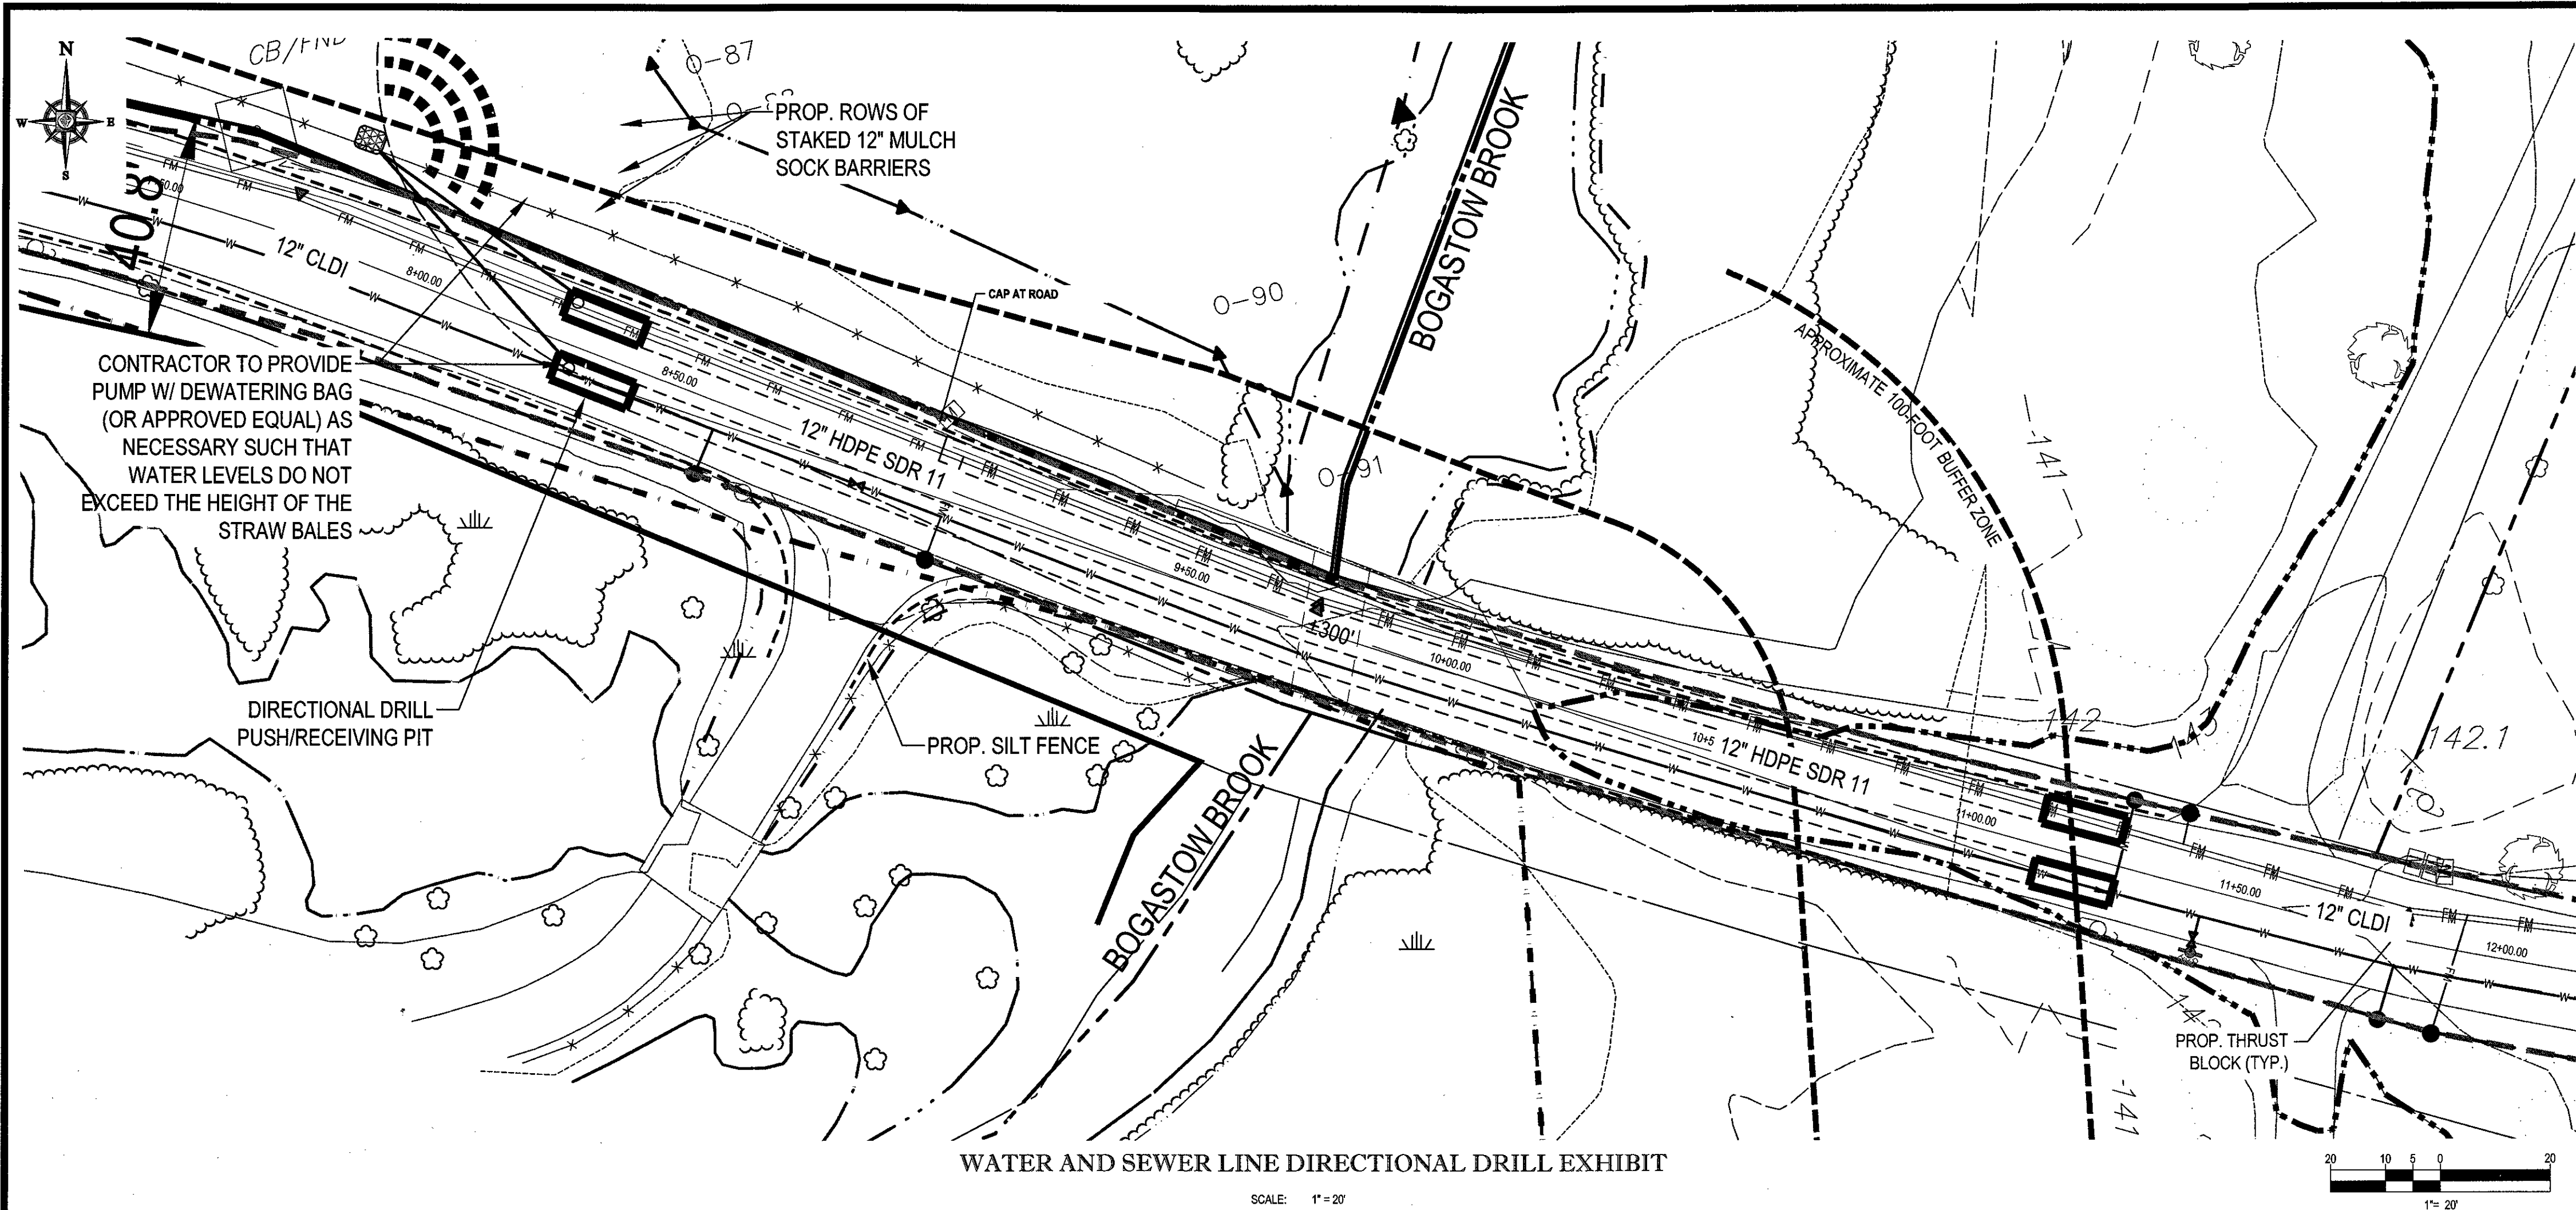 N
W
E
S
CB/FND
O-87
PROP. ROWS OF
STAKED 12" MULCH
SOCK BARRIERS
40.8'
12" CLDI
8+00.00
CAP AT ROAD
O-90
BOGASTOW BROOK
APPROXIMATE 100-FOOT BUFFER ZONE
CONTRACTOR TO PROVIDE
PUMP W/ DEWATERING BAG
(OR APPROVED EQUAL) AS
NECESSARY SUCH THAT
WATER LEVELS DO NOT
EXCEED THE HEIGHT OF THE
STRAW BALES
8+50.00
12" HDPE SDR 11
O-91
-141
9+50.00
±300'
10+00.00
DIRECTIONAL DRILL
PUSH/RECEIVING PIT
PROP. SILT FENCE
BOGASTOW BROOK
10+5
12" HDPE SDR 11
142
142.1
11+00.00
11+50.00
12" CLDI
12+00.00
PROP. THRUST
BLOCK (TYP.)
-141
WATER AND SEWER LINE DIRECTIONAL DRILL EXHIBIT
SCALE: 1" = 20'
20 10 5 0 20
1"= 20'